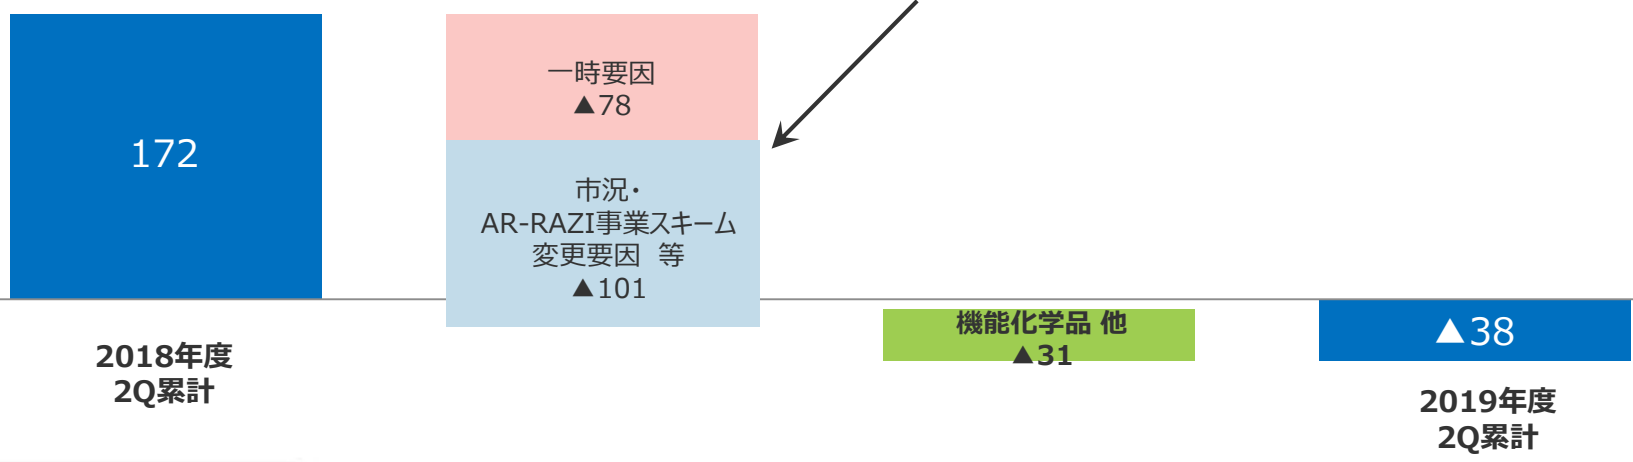 172
2018年度
2Q累計
一時要因
▲78
市況・
AR-RAZI事業スキーム
変更要因　等
▲101
機能化学品 他
▲31
▲38
2019年度
2Q累計